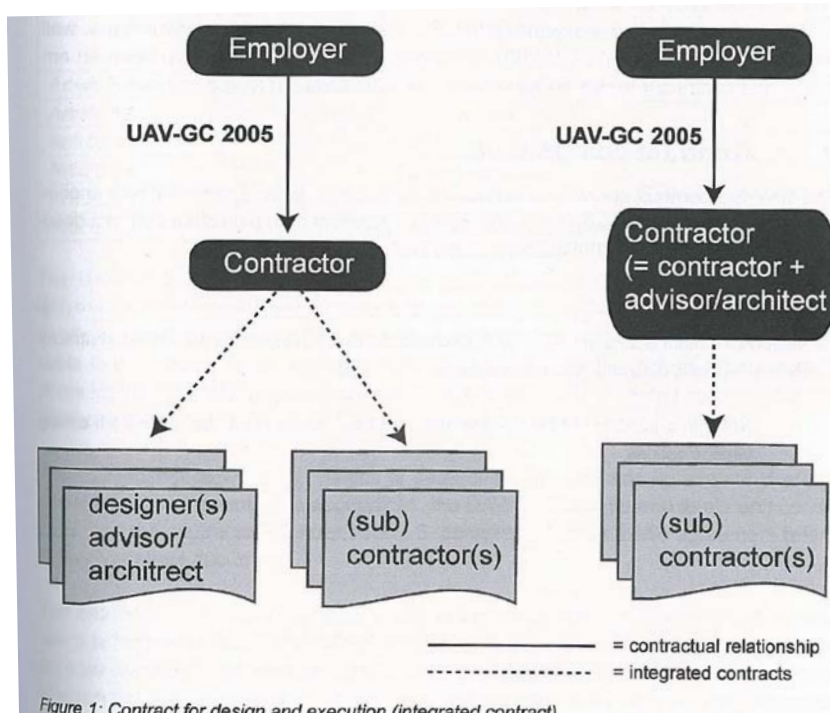 Employer
UAV-GC 2005
Contractor
designer(s)
advisor/
architrect
(sub)
contractor(s)
Employer
UAV-GC 2005
Contractor
(= contractor +
advisor/architect
(sub)
contractor(s)
= contractual relationship
= integrated contracts
Figure 1: Contract for design and execution (integrated contract)